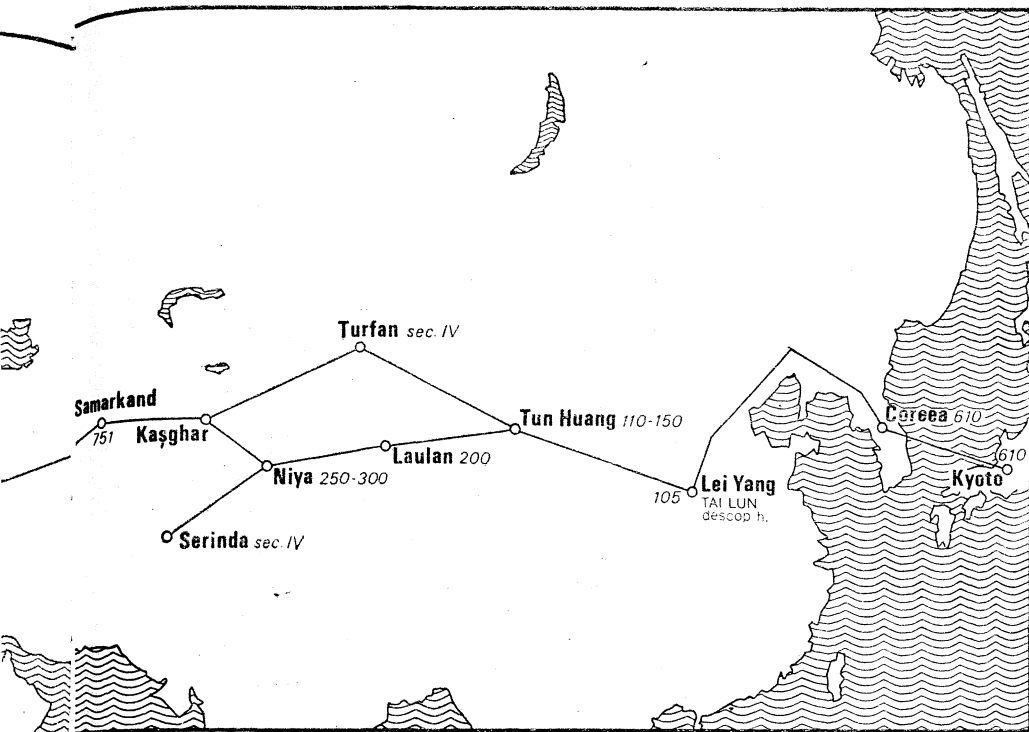 Turfan sec. IV
Samarkand
751
Kașghar
Tun Huang 110-150
Coreea 610
Laulan 200
610
Niya 250-300
Kyoto
105 Lei Yang
TAI LUN
descop h.
Serinda sec. IV